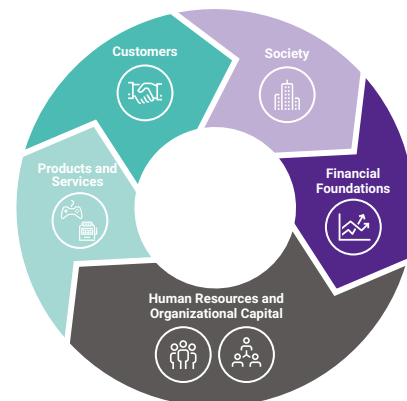 Customers
Society
Products and
Services
Financial
Foundations
Human Resources and
Organizational Capital